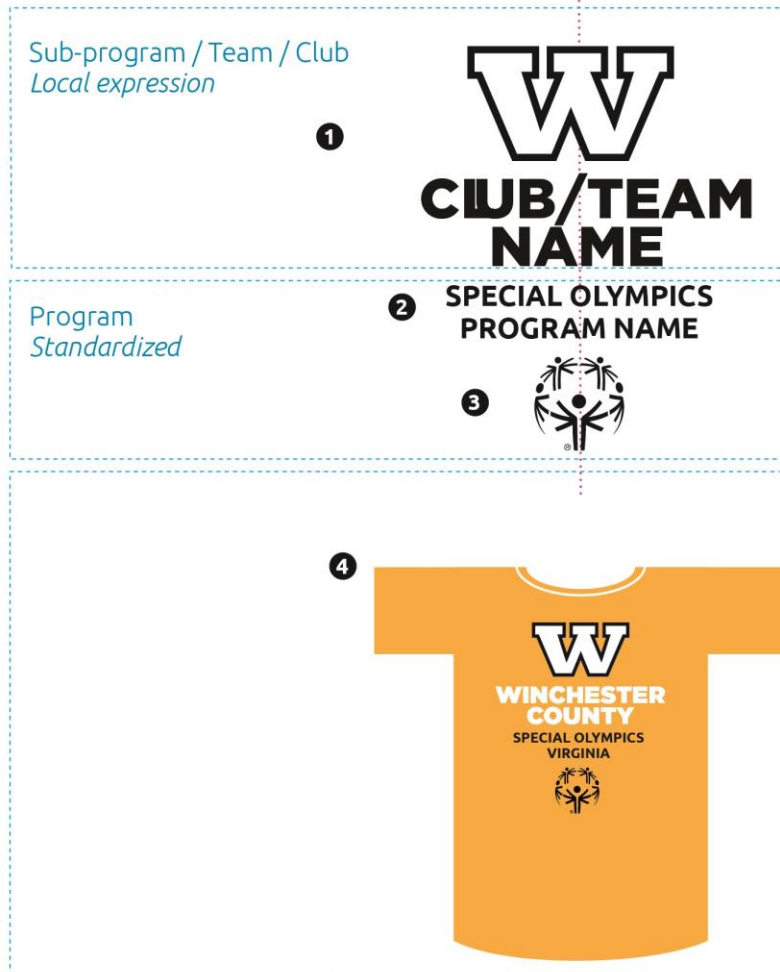 Sub-program / Team / Club
Local expression
1
W
CLUB/TEAM
NAME
Program
Standardized
2
SPECIAL OLYMPICS
PROGRAM NAME
3
®
4
W
WINCHESTER
COUNTY
SPECIAL OLYMPICS
VIRGINIA